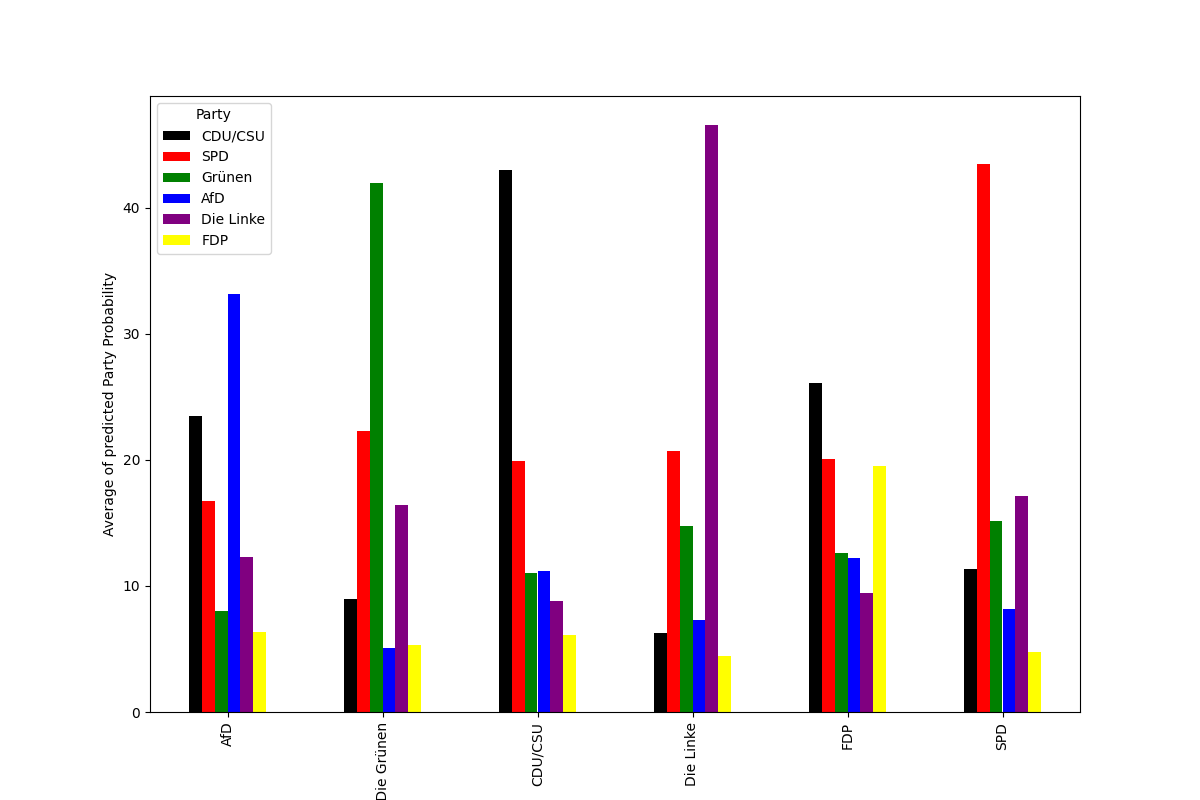 Party
CDU/CSU
SPD
Grünen
AfD
Die Linke
FDP
Average of predicted Party Probability
40
30
20
10
0
AfD
Die Grünen
CDU/CSU
Die Linke
FDP
SPD